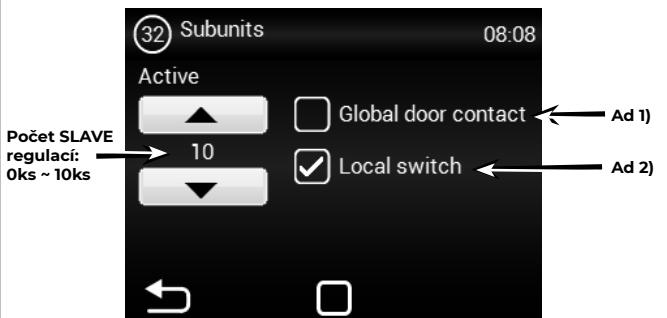 32 Subunits 08:08
Active
Global door contact
Ad 1)
Počet SLAVE
regulací:
0ks ~ 10ks
10
Local switch
Ad 2)